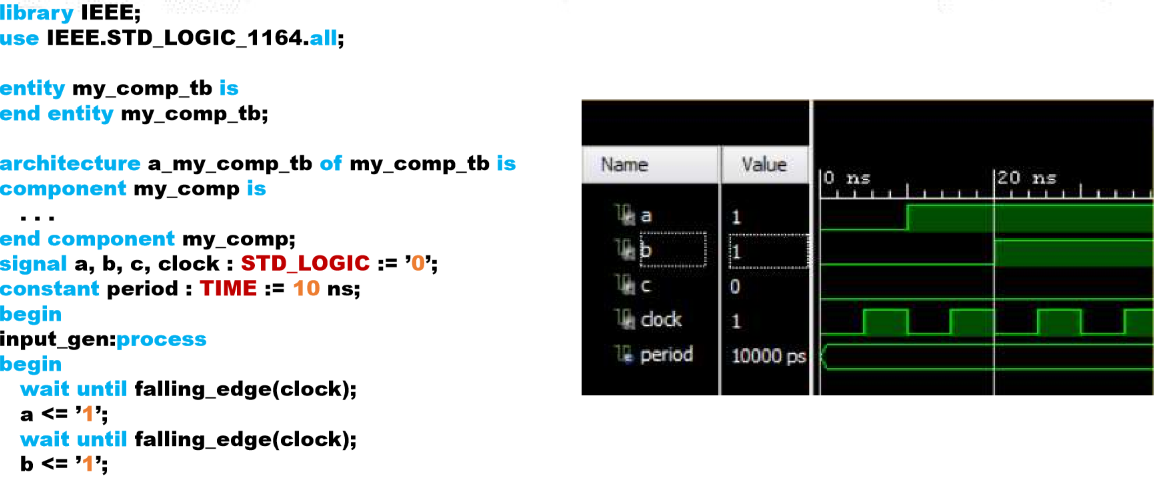 library IEEE;
use IEEE.STD_LOGIC_1164.all;
entity my_comp_tb is
end entity my_comp_tb;
architecture a_my_comp_tb of my_comp_tb is
component my_comp is
. . .
end component my_comp;
signal a, b, c, clock : STD_LOGIC := ’0’;
constant period : TIME := 10 ns;
begin
input_gen:process
begin
wait until falling_edge(clock);
a <= ’1’;
wait until falling_edge(clock);
b <= ’1’;
Name Value 0 ns 20 ns
a 1
b 1
c 0
clock 1
period 10000 ps